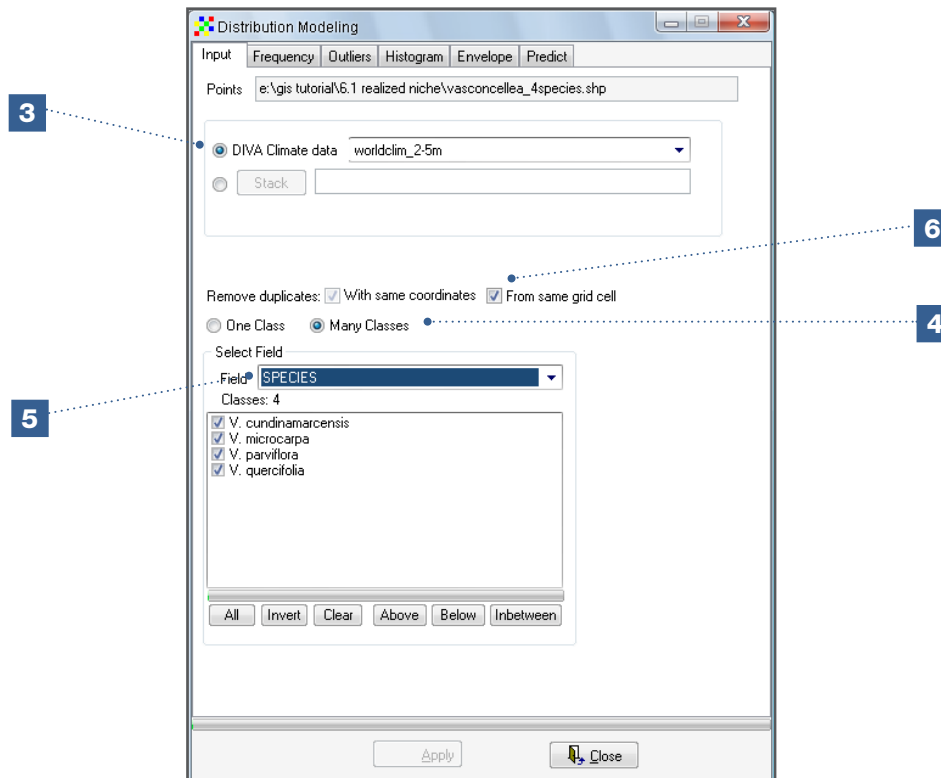 Distribution Modeling
Input Frequency Outliers Histogram Envelope Predict
Points e:\gis tutorial\6.1 realized niche\vasconcellea_4species.shp
3
DIVA Climate data worldclim_2-5m
Stack
6
Remove duplicates: With same coordinates From same grid cell
One Class Many Classes
4
Select Field
Field SPECIES
5
Classes: 4
V. cundinamarcensis
V. microcarpa
V. parviflora
V. quercifolia
All Invert Clear Above Below Inbetween
Apply Close